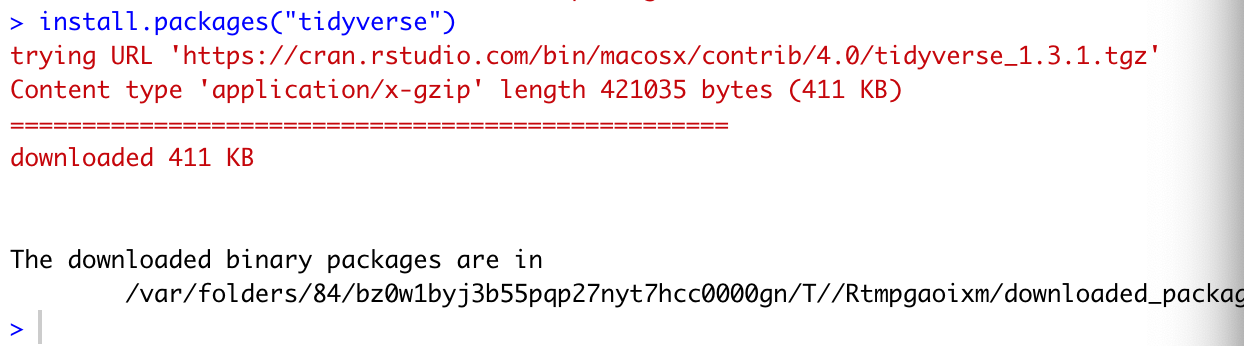 > install.packages("tidyverse")
trying URL 'https://cran.rstudio.com/bin/macosx/contrib/4.0/tidyverse_1.3.1.tgz'
Content type 'application/x-gzip' length 421035 bytes (411 KB)
==================================================
downloaded 411 KB
The downloaded binary packages are in
/var/folders/84/bz0w1byj3b55pqp27nyt7hcc0000gn/T//Rtmpgaoixm/downloaded_packag
>